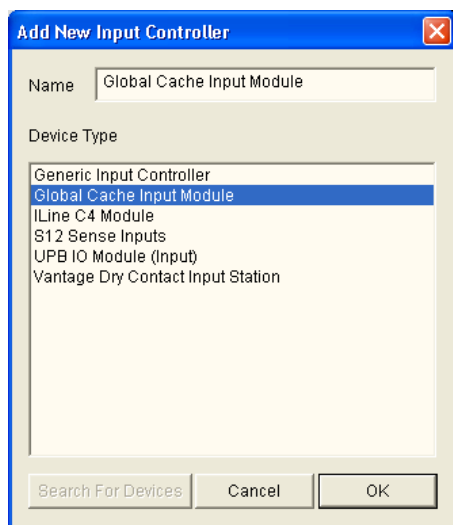 Add New Input Controller
Name Global Cache Input Module
Device Type
Generic Input Controller
Global Cache Input Module
ILine C4 Module
S12 Sense Inputs
UPB IO Module (Input)
Vantage Dry Contact Input Station
Search For Devices Cancel OK